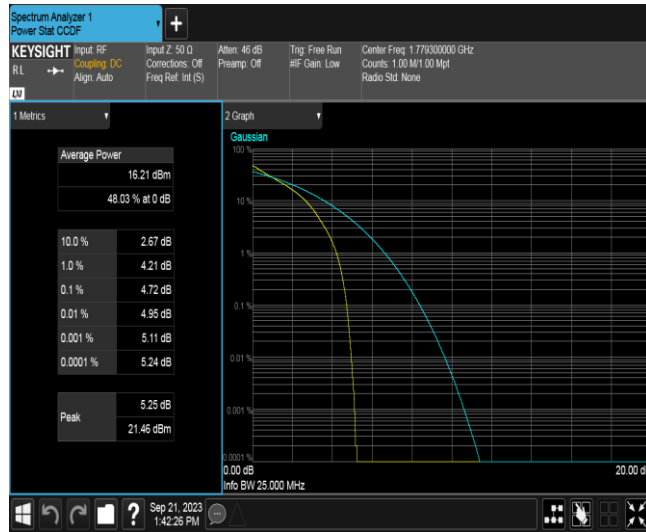 Spectrum Analyzer 1
Power Stat CCDF
+
KEYSIGHT Input: RF Input Z: 50 Ω Atten: 46 dB Trig: Free Run Center Freq: 1.779300000 GHz
RL Coupling: DC Corrections: Off Preamp: Off #IF Gain: Low Counts: 1.00 M/1.00 Mpt
Align: Auto Freq Ref: Int (S) Radio Std: None
LXI
1 Metrics
Average Power
16.21 dBm
48.03 % at 0 dB
10.0 % 2.67 dB
1.0 % 4.21 dB
0.1 % 4.72 dB
0.01 % 4.95 dB
0.001 % 5.11 dB
0.0001 % 5.24 dB
Peak
5.25 dB
21.46 dBm
2 Graph
Gaussian
100 %
10 %
1 %
0.1 %
0.01 %
0.001 %
0.0001 %
0.00 dB 20.00 d
Info BW 25.000 MHz
? Sep 21, 2023
1:42:26 PM